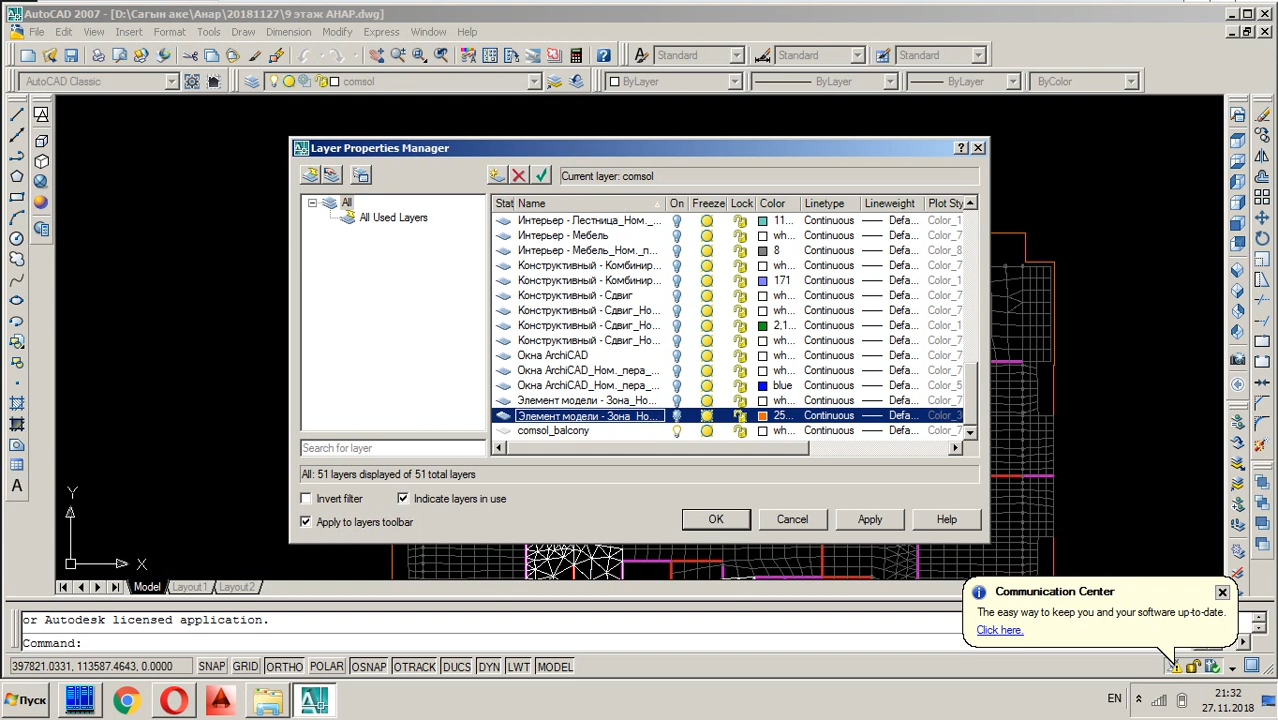 AutoCAD 2007 - [D:\Сагын аке\Анар\20181127\9 этаж АНАР.dwg]
File Edit View Insert Format Tools Draw Dimension Modify Express Window Help
Standard Standard Standard
AutoCAD Classic comsol ByLayer ByLayer ByLayer ByColor
Layer Properties Manager
Current layer: comsol
All
All Used Layers
Stat Name On Freeze Lock Color Linetype Lineweight Plot Sty
Интерьер - Лестница_Ном._... 11... Continuous Defa... Color_1
Интерьер - Мебель wh... Continuous Defa... Color_7
Интерьер - Мебель_Ном._п... 8 Continuous Defa... Color_8
Конструктивный - Комбинир... wh... Continuous Defa... Color_7
Конструктивный - Комбинир... 171 Continuous Defa... Color_1
Конструктивный - Сдвиг wh... Continuous Defa... Color_7
Конструктивный - Сдвиг_Но... wh... Continuous Defa... Color_7
Конструктивный - Сдвиг_Но... 2,1... Continuous Defa... Color_1
Конструктивный - Сдвиг_Но... wh... Continuous Defa... Color_7
Окна ArchiCAD wh... Continuous Defa... Color_7
Окна ArchiCAD_Ном._пера_... wh... Continuous Defa... Color_7
Окна ArchiCAD_Ном._пера_... blue Continuous Defa... Color_5
Элемент модели - Зона_Но... wh... Continuous Defa... Color_7
Элемент модели - Зона_Но... 25... Continuous Defa... Color_3
comsol_balcony wh... Continuous Defa... Color_7
Search for layer
All: 51 layers displayed of 51 total layers
Invert filter Indicate layers in use
Apply to layers toolbar
OK Cancel Apply Help
Y
X
Model Layout1 Layout2
or Autodesk licensed application.
Command:
Communication Center
The easy way to keep you and your software up-to-date.
Click here.
397821.0331, 113587.4643, 0.0000 SNAP GRID ORTHO POLAR OSNAP OTRACK DUCS DYN LWT MODEL
Пуск
EN
21:32
27.11.2018